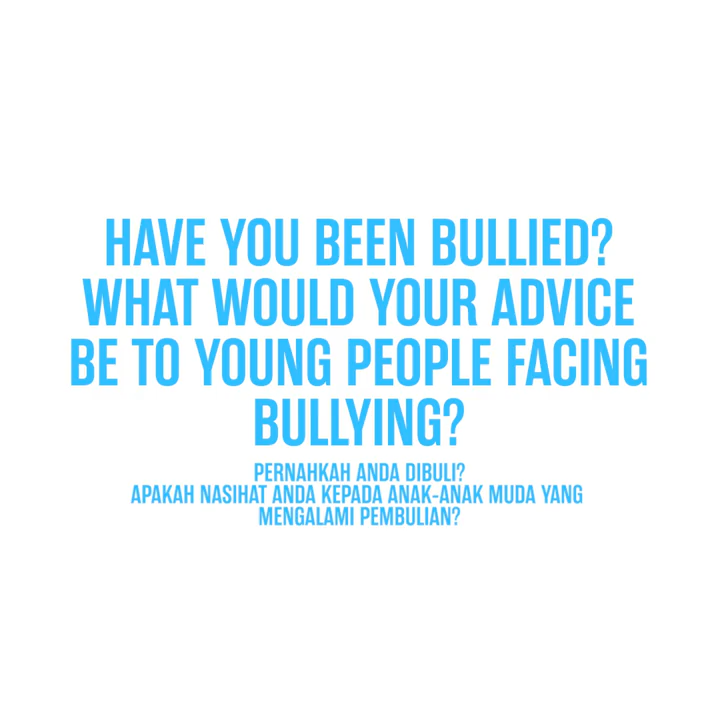 HAVE YOU BEEN BULLIED?
WHAT WOULD YOUR ADVICE
BE TO YOUNG PEOPLE FACING
BULLYING?
PERNAHKAH ANDA DIBULI?
APAKAH NASIHAT ANDA KEPADA ANAK-ANAK MUDA YANG
MENGALAMI PEMBULIAN?